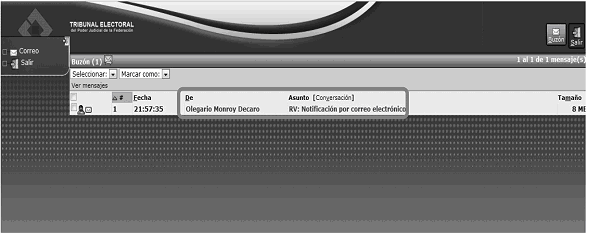 TRIBUNAL ELECTORAL
del Poder Judicial de la Federación
Buzón Salir
Correo
Salir
Buzón (1) 1 al 1 de 1 mensaje(s)
Seleccionar: Marcar como:
Ver mensajes
# Fecha De Asunto [Conversación] Tamaño
1 21:57:35 Olegario Monroy Decaro RV: Notificación por correo electrónico 8 ME